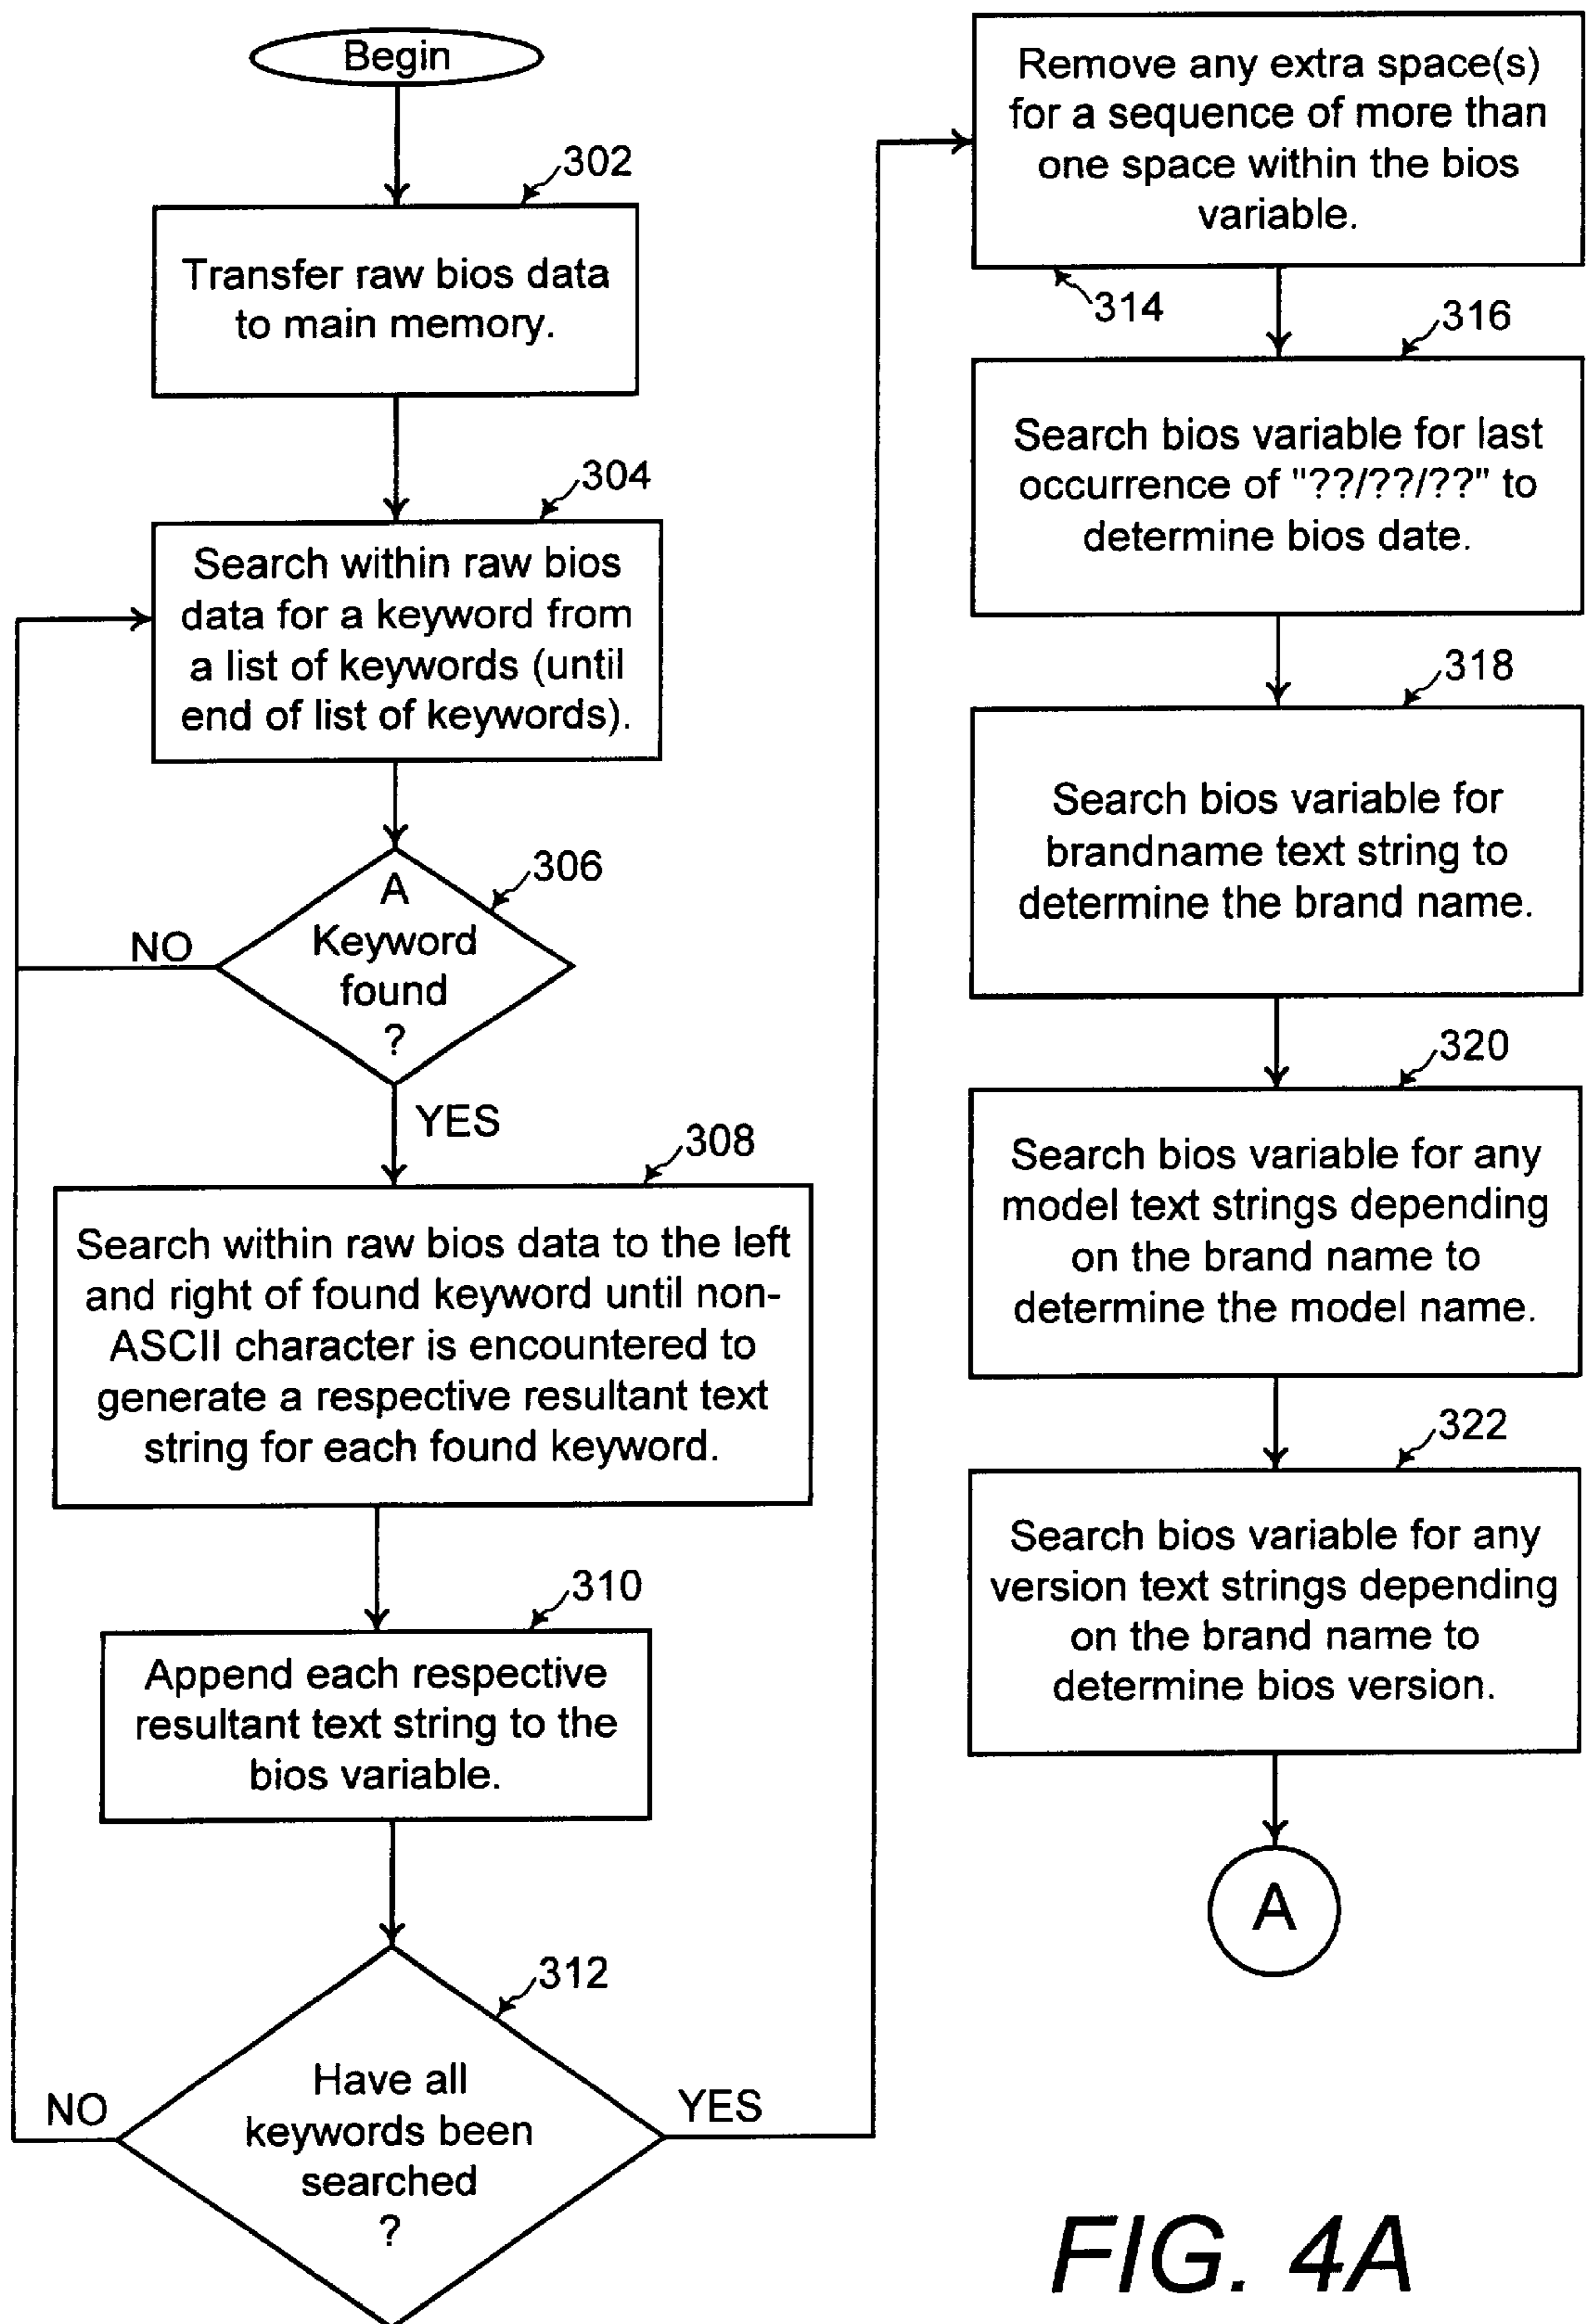 Begin
302
Transfer raw bios data
to main memory.
304
Search within raw bios
data for a keyword from
a list of keywords (until
end of list of keywords).
306
A
Keyword
found
?
NO
YES
308
Search within raw bios data to the left
and right of found keyword until non-
ASCII character is encountered to
generate a respective resultant text
string for each found keyword.
310
Append each respective
resultant text string to the
bios variable.
312
Have all
keywords been
searched
?
NO
YES
Remove any extra space(s)
for a sequence of more than
one space within the bios
variable.
314
316
Search bios variable for last
occurrence of "??/??/??" to
determine bios date.
318
Search bios variable for
brandname text string to
determine the brand name.
320
Search bios variable for any
model text strings depending
on the brand name to
determine the model name.
322
Search bios variable for any
version text strings depending
on the brand name to
determine bios version.
A
FIG. 4A